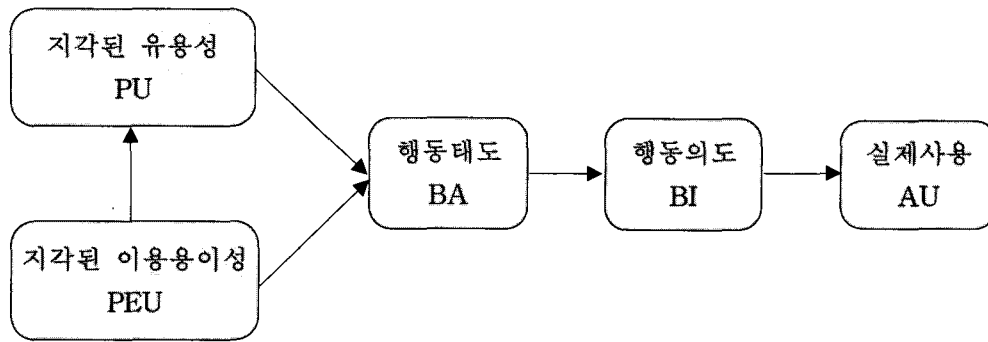 지각된 유용성
PU
지각된 이용용이성
PEU
행동태도
BA
행동의도
BI
실제사용
AU